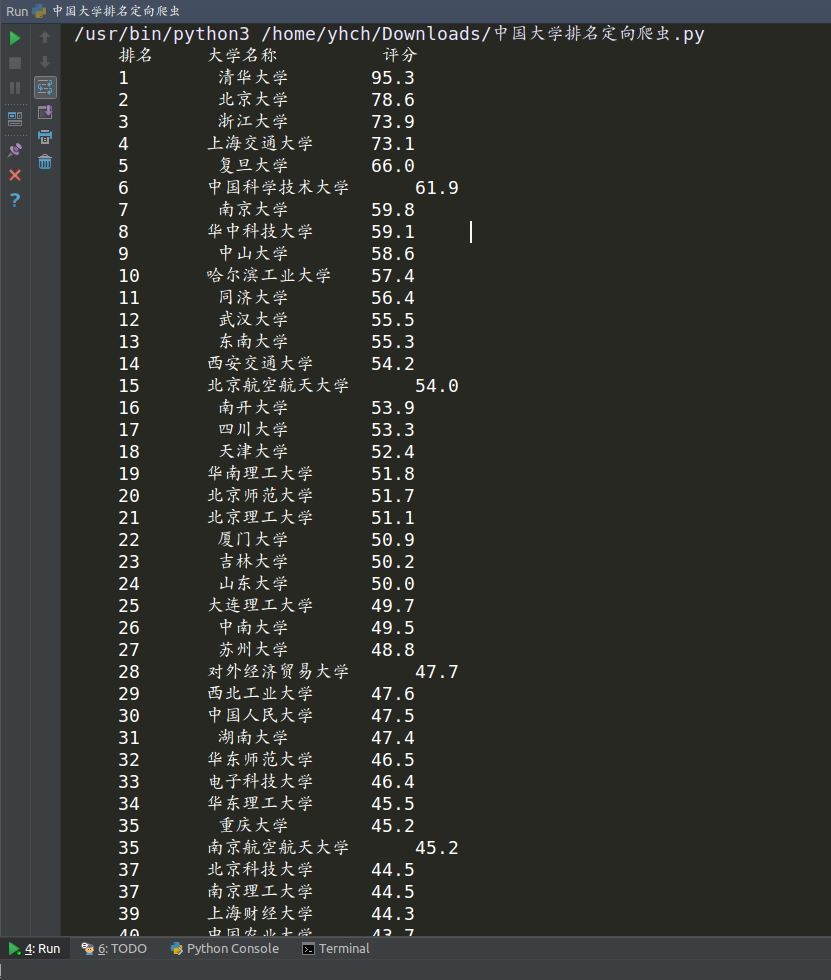 Run 中国大学排名定向爬虫
/usr/bin/python3 /home/yhch/Downloads/中国大学排名定向爬虫.py
排名 大学名称 评分
1 清华大学 95.3
2 北京大学 78.6
3 浙江大学 73.9
4 上海交通大学 73.1
5 复旦大学 66.0
6 中国科学技术大学 61.9
7 南京大学 59.8
8 华中科技大学 59.1
9 中山大学 58.6
10 哈尔滨工业大学 57.4
11 同济大学 56.4
12 武汉大学 55.5
13 东南大学 55.3
14 西安交通大学 54.2
15 北京航空航天大学 54.0
16 南开大学 53.9
17 四川大学 53.3
18 天津大学 52.4
19 华南理工大学 51.8
20 北京师范大学 51.7
21 北京理工大学 51.1
22 厦门大学 50.9
23 吉林大学 50.2
24 山东大学 50.0
25 大连理工大学 49.7
26 中南大学 49.5
27 苏州大学 48.8
28 对外经济贸易大学 47.7
29 西北工业大学 47.6
30 中国人民大学 47.5
31 湖南大学 47.4
32 华东师范大学 46.5
33 电子科技大学 46.4
34 华东理工大学 45.5
35 重庆大学 45.2
35 南京航空航天大学 45.2
37 北京科技大学 44.5
37 南京理工大学 44.5
39 上海财经大学 44.3
40 中国农业大学 43.7
4: Run 6: TODO Python Console Terminal